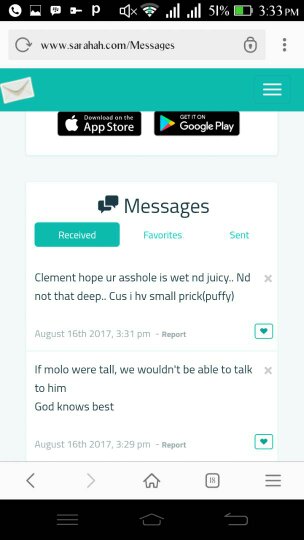 51% 3:33 PM
www.sarahah.com/Messages
Download on the
App Store
GET IT ON
Google Play
Messages
Received Favorites Sent
Clement hope ur asshole is wet nd juicy.. Nd
not that deep.. Cus i hv small prick(puffy)
August 16th 2017, 3:31 pm - Report
If molo were tall, we wouldn't be able to talk
to him
God knows best
August 16th 2017, 3:29 pm - Report
18